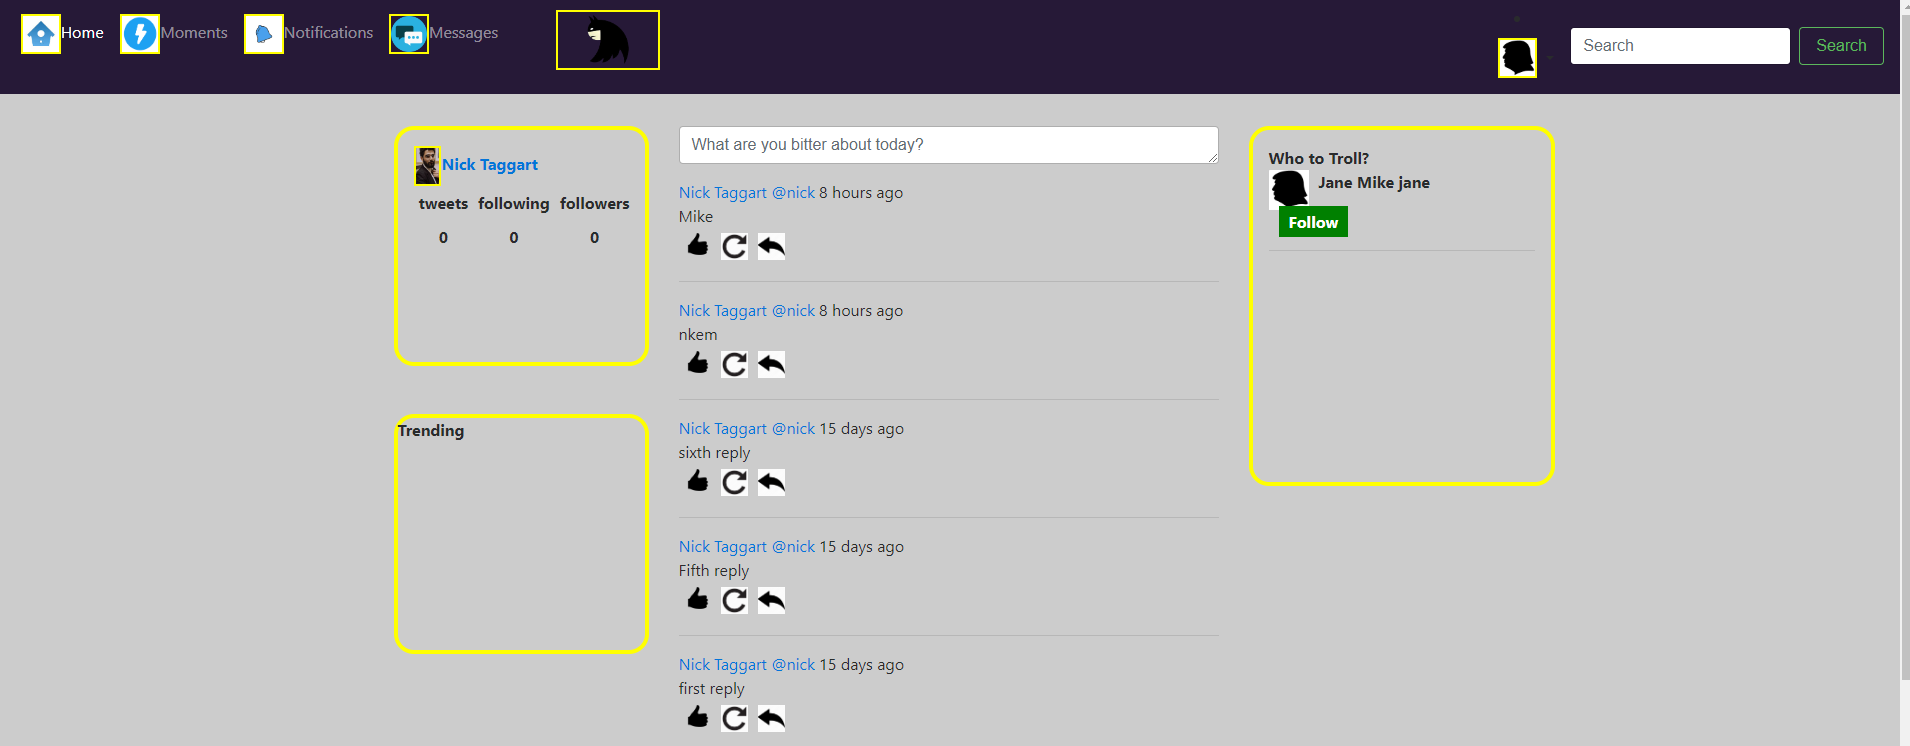 Home Moments Notifications Messages
Search Search
Nick Taggart
tweets following followers
0 0 0
Trending
What are you bitter about today?
Nick Taggart @nick 8 hours ago
Mike
Nick Taggart @nick 8 hours ago
nkem
Nick Taggart @nick 15 days ago
sixth reply
Nick Taggart @nick 15 days ago
Fifth reply
Nick Taggart @nick 15 days ago
first reply
Who to Troll?
Jane Mike jane
Follow